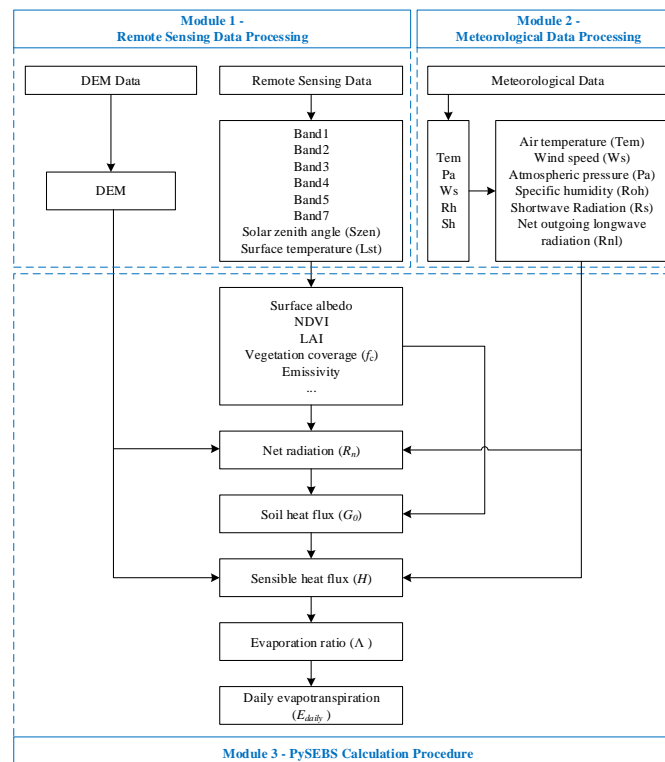 Module 1 -
Remote Sensing Data Processing
Module 2 -
Meteorological Data Processing
DEM Data
Remote Sensing Data
Meteorological Data
DEM
Band1
Band2
Band3
Band4
Band5
Band7
Solar zenith angle (Szen)
Surface temperature (Lst)
Tem
Pa
Ws
Rh
Sh
Air temperature (Tem)
Wind speed (Ws)
Atmospheric pressure (Pa)
Specific humidity (Roh)
Shortwave Radiation (Rs)
Net outgoing longwave
radiation (Rnl)
Surface albedo
NDVI
LAI
Vegetation coverage (fc)
Emissivity
...
Net radiation (Rn)
Soil heat flux (G0)
Sensible heat flux (H)
Evaporation ratio (Λ )
Daily evapotranspiration
(Edaily )
Module 3 - PySEBS Calculation Procedure